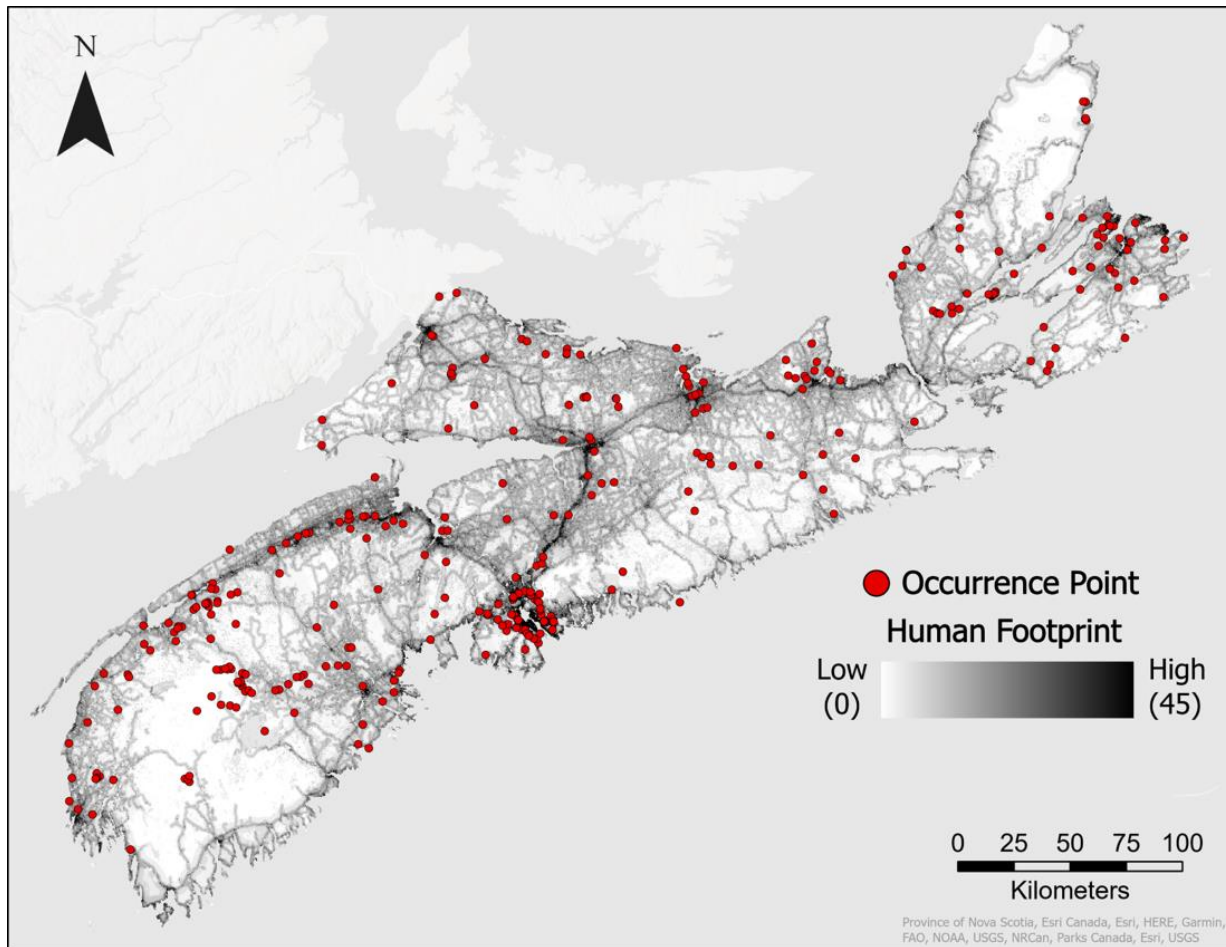 N
Occurrence Point
Human Footprint
Low
(0)
High
(45)
0 25 50 75 100
Kilometers
Province of Nova Scotia, Esri Canada, Esri, HERE, Garmin,
FAO, NOAA, USGS, NRCan, Parks Canada, Esri, USGS